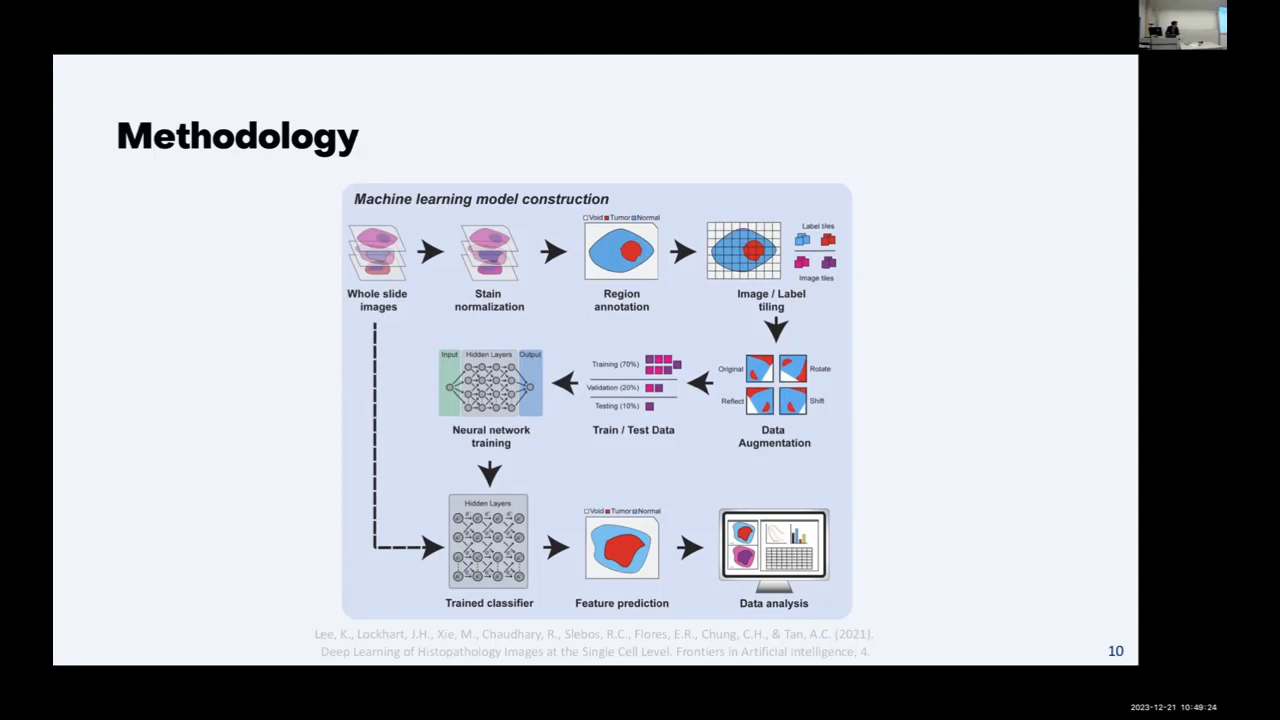 Methodology
Machine learning model construction
Void Tumor Normal
Label tiles
Image tiles
Whole slide
images
Stain
normalization
Region
annotation
Image / Label
tiling
Input
Hidden Layers
Output
Training (70%)
Validation (20%)
Testing (10%)
Original
Rotate
Reflect
Shift
Neural network
training
Train / Test Data
Data
Augmentation
Hidden Layers
Void Tumor Normal
Trained classifier
Feature prediction
Data analysis
Lee, K., Lockhart, J.H., Xie, M., Chaudhary, R., Slebos, R.C., Flores, E.R., Chung, C.H., & Tan, A.C. (2021).
Deep Learning of Histopathology Images at the Single Cell Level. Frontiers in Artificial intelligence, 4.
10
2023-12-21 10:49:24